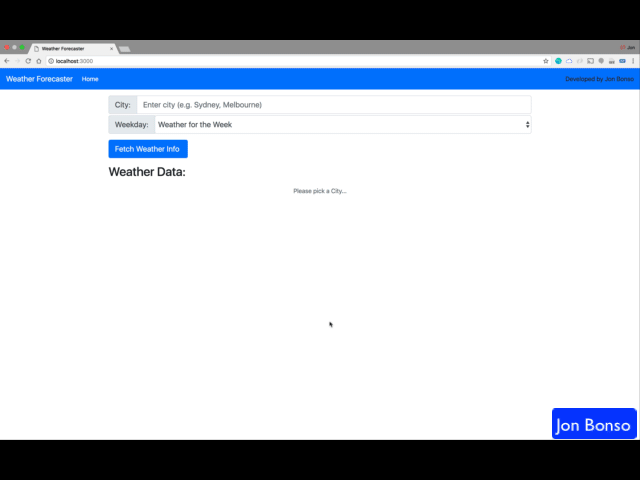 Weather Forecaster
Jon
localhost:3000
Weather Forecaster Home Developed by Jon Bonso
City: Enter city (e.g. Sydney, Melbourne)
Weekday: Weather for the Week
Fetch Weather Info
Weather Data:
Please pick a City...
Jon Bonso